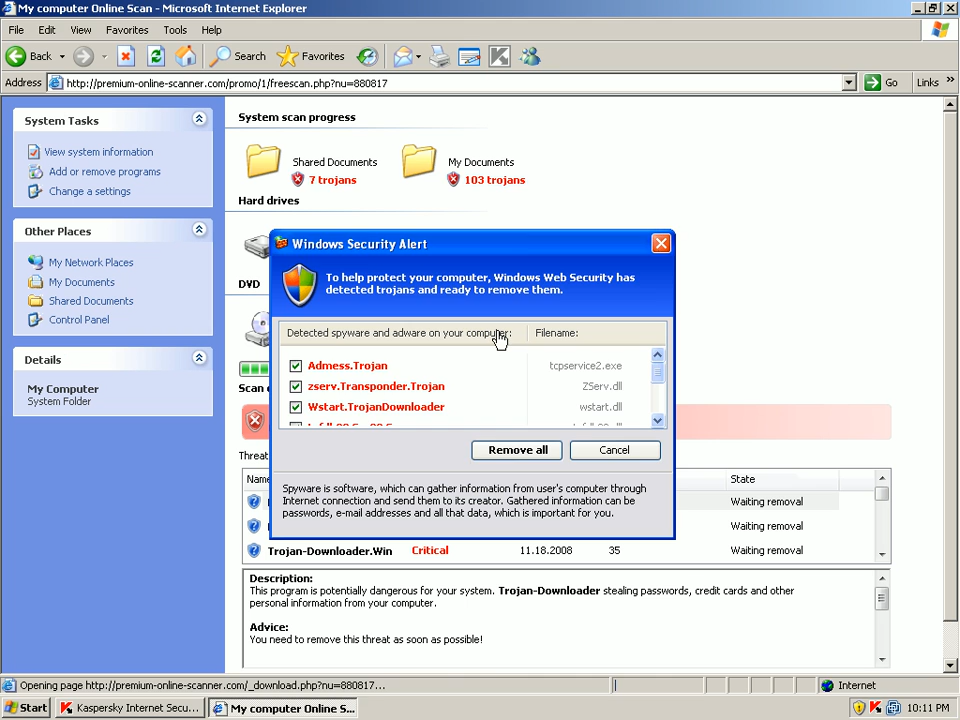 My computer Online Scan - Microsoft Internet Explorer
File Edit View Favorites Tools Help
Back Search Favorites
Address http://premium-online-scanner.com/promo/1/freescan.php?nu=880817 Go Links »
System Tasks
View system information
Add or remove programs
Change a settings
Other Places
My Network Places
My Documents
Shared Documents
Control Panel
Details
My Computer
System Folder
System scan progress
Shared Documents
7 trojans
My Documents
103 trojans
Hard drives
DVD
Scan
Threat
Name State
Waiting removal
Waiting removal
Trojan-Downloader.Win Critical 11.18.2008 35 Waiting removal
Description:
This program is potentially dangerous for your system. Trojan-Downloader stealing passwords, credit cards and other
personal information from your computer.
Advice:
You need to remove this threat as soon as possible!
Windows Security Alert
To help protect your computer, Windows Web Security has
detected trojans and ready to remove them.
Detected spyware and adware on your computer: Filename:
Admess.Trojan tcpservice2.exe
zserv.Transponder.Trojan ZServ.dll
Wstart.TrojanDownloader wstart.dll
Remove all Cancel
Spyware is software, which can gather information from user's computer through
Internet connection and send them to its creator. Gathered information can be
passwords, e-mail addresses and all that data, which is important for you.
Opening page http://premium-online-scanner.com/_download.php?nu=880817... Internet
Start Kaspersky Internet Secu... My computer Online S... 10:11 PM